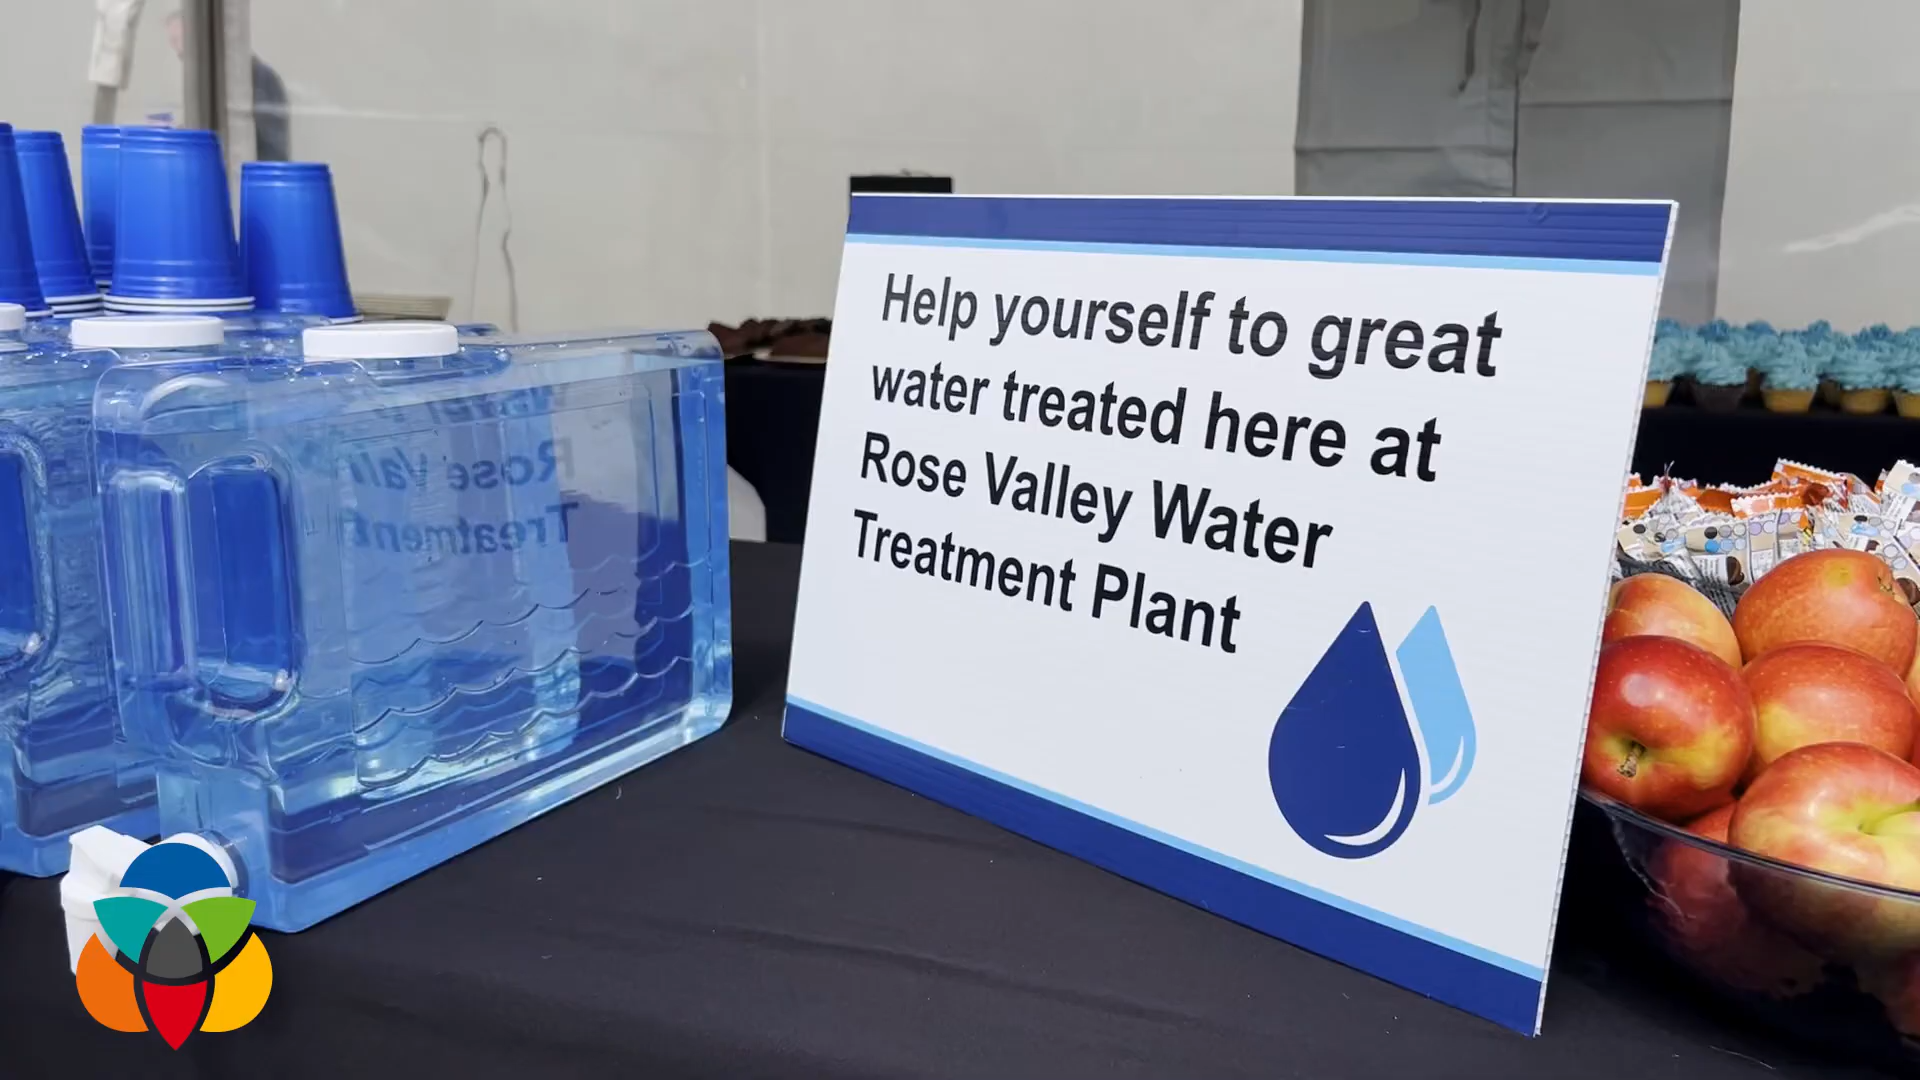 Help yourself to great
water treated here at
Rose Valley Water
Treatment Plant